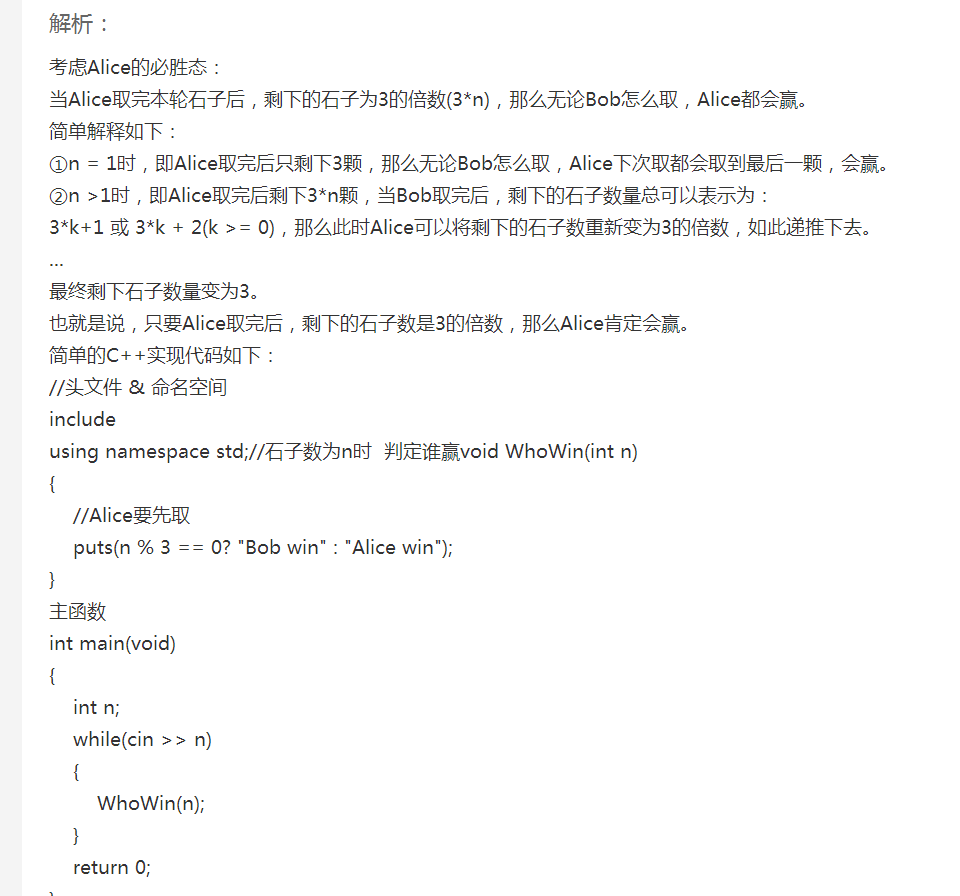 解析：
考虑Alice的必胜态：
当Alice取完本轮石子后，剩下的石子为3的倍数(3*n)，那么无论Bob怎么取，Alice都会赢。
简单解释如下：
①n = 1时，即Alice取完后只剩下3颗，那么无论Bob怎么取，Alice下次取都会取到最后一颗，会赢。
②n >1时，即Alice取完后剩下3*n颗，当Bob取完后，剩下的石子数量总可以表示为：
3*k+1 或 3*k + 2(k >= 0)，那么此时Alice可以将剩下的石子数重新变为3的倍数，如此递推下去。
...
最终剩下石子数量变为3。
也就是说，只要Alice取完后，剩下的石子数是3的倍数，那么Alice肯定会赢。
简单的C++实现代码如下：
//头文件 & 命名空间
include
using namespace std;//石子数为n时  判定谁赢void WhoWin(int n)
{
//Alice要先取
puts(n % 3 == 0? "Bob win" : "Alice win");
}
主函数
int main(void)
{
int n;
while(cin >> n)
{
WhoWin(n);
}
return 0;